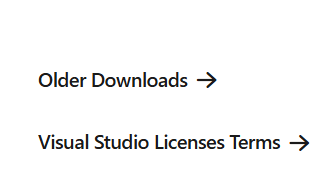 Older Downloads →
Visual Studio Licenses Terms →